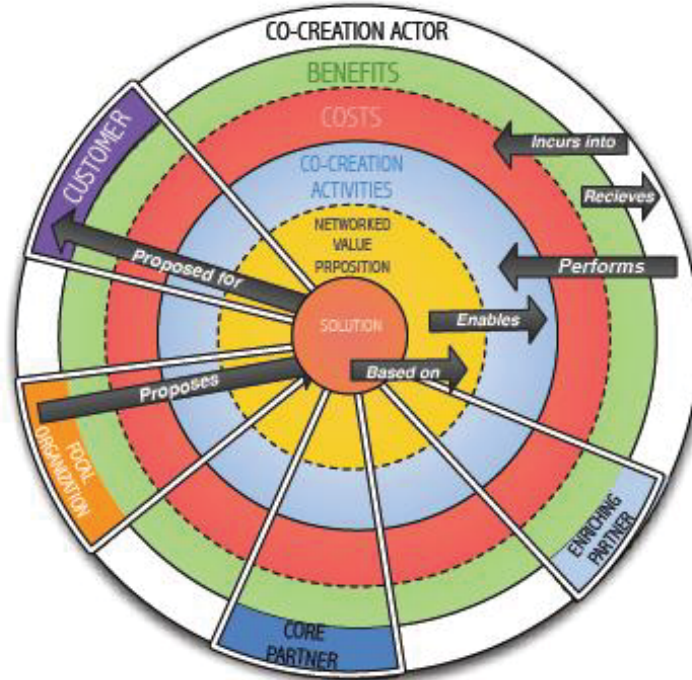 CO-CREATION ACTOR
BENEFITS
COSTS
CO-CREATION
ACTIVITIES
NETWORKED
VALUE
PRPOSITION
SOLUTION
CUSTOMER
Incurs into
Recieves
Performs
Proposed for
Enables
Based on
Proposes
FOCAL
ORGANIZATION
ENRICHING
PARTNER
CORE
PARTNER